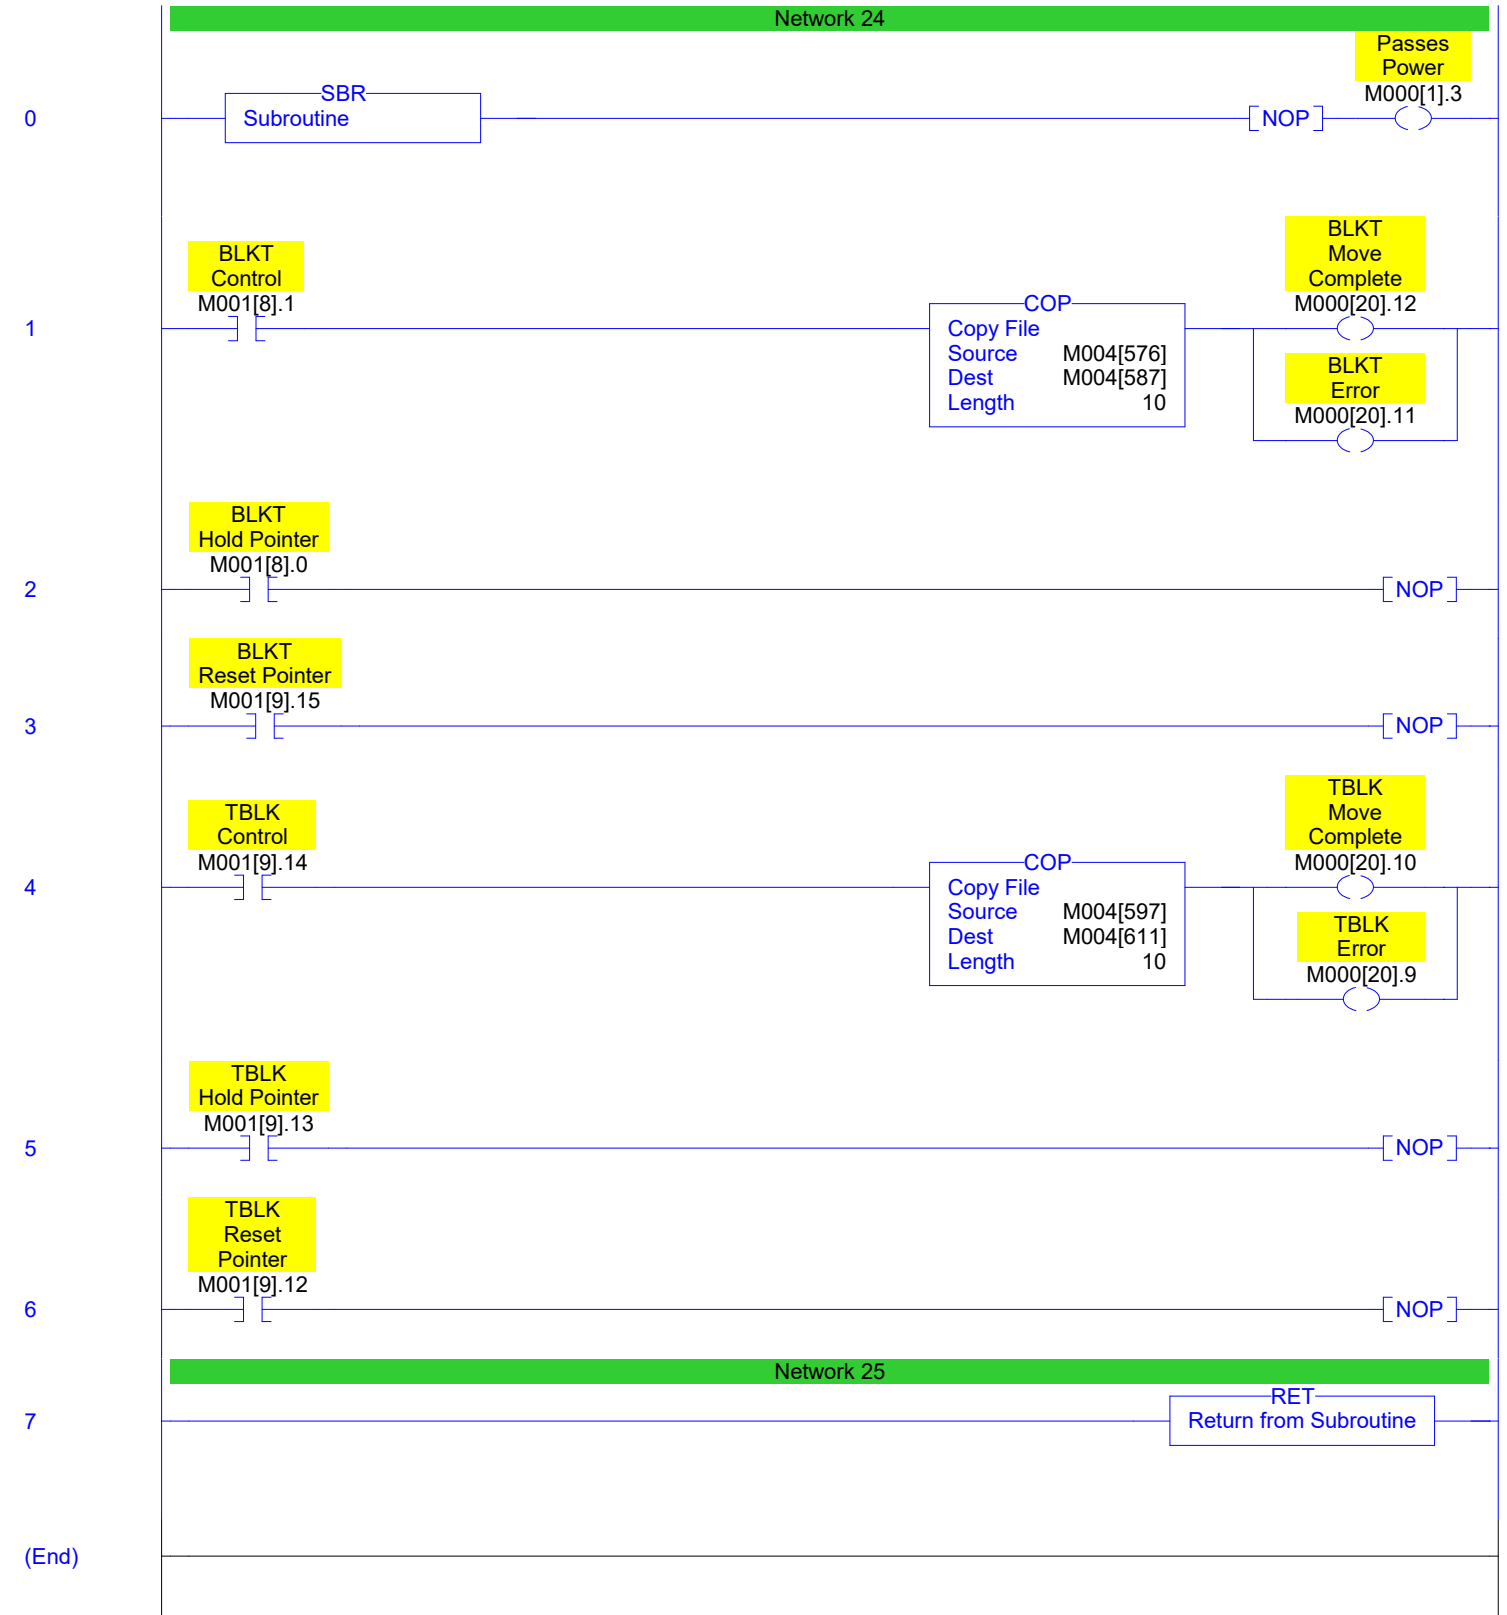 Network 24
Passes
Power
M000[1].3
0
SBR
Subroutine
NOP
BLKT
Control
M001[8].1
1
COP
Copy File
Source M004[576]
Dest M004[587]
Length 10
BLKT
Move
Complete
M000[20].12
BLKT
Error
M000[20].11
BLKT
Hold Pointer
M001[8].0
2
NOP
BLKT
Reset Pointer
M001[9].15
3
NOP
TBLK
Control
M001[9].14
4
COP
Copy File
Source M004[597]
Dest M004[611]
Length 10
TBLK
Move
Complete
M000[20].10
TBLK
Error
M000[20].9
TBLK
Hold Pointer
M001[9].13
5
NOP
TBLK
Reset
Pointer
M001[9].12
6
NOP
Network 25
7
RET
Return from Subroutine
(End)